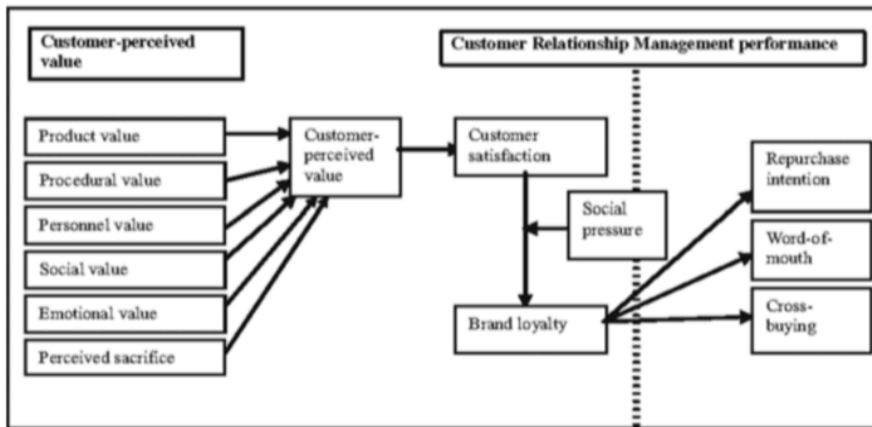 Customer-perceived
value
Customer Relationship Management performance
Product value
Procedural value
Personnel value
Social value
Emotional value
Perceived sacrifice
Customer-
perceived
value
Customer
satisfaction
Social
pressure
Brand loyalty
Repurchase
intention
Word-of-
mouth
Cross-
buying